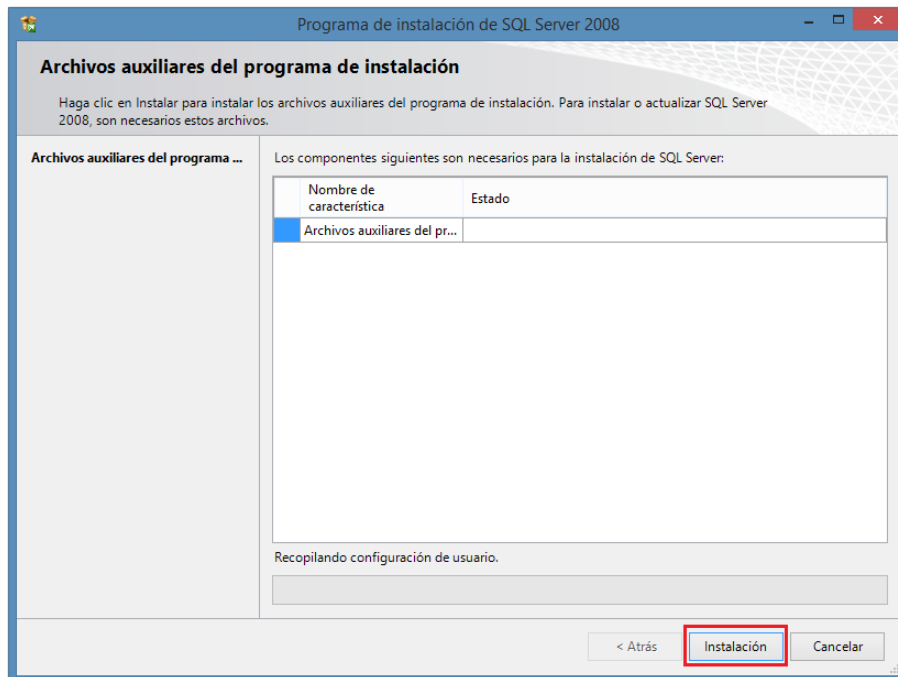 Programa de instalación de SQL Server 2008
Archivos auxiliares del programa de instalación
Haga clic en Instalar para instalar los archivos auxiliares del programa de instalación. Para instalar o actualizar SQL Server
2008, son necesarios estos archivos.
Archivos auxiliares del programa ...
Los componentes siguientes son necesarios para la instalación de SQL Server:
Nombre de
característica
Estado
Archivos auxiliares del pr...
Recopilando configuración de usuario.
< Atrás
Instalación
Cancelar